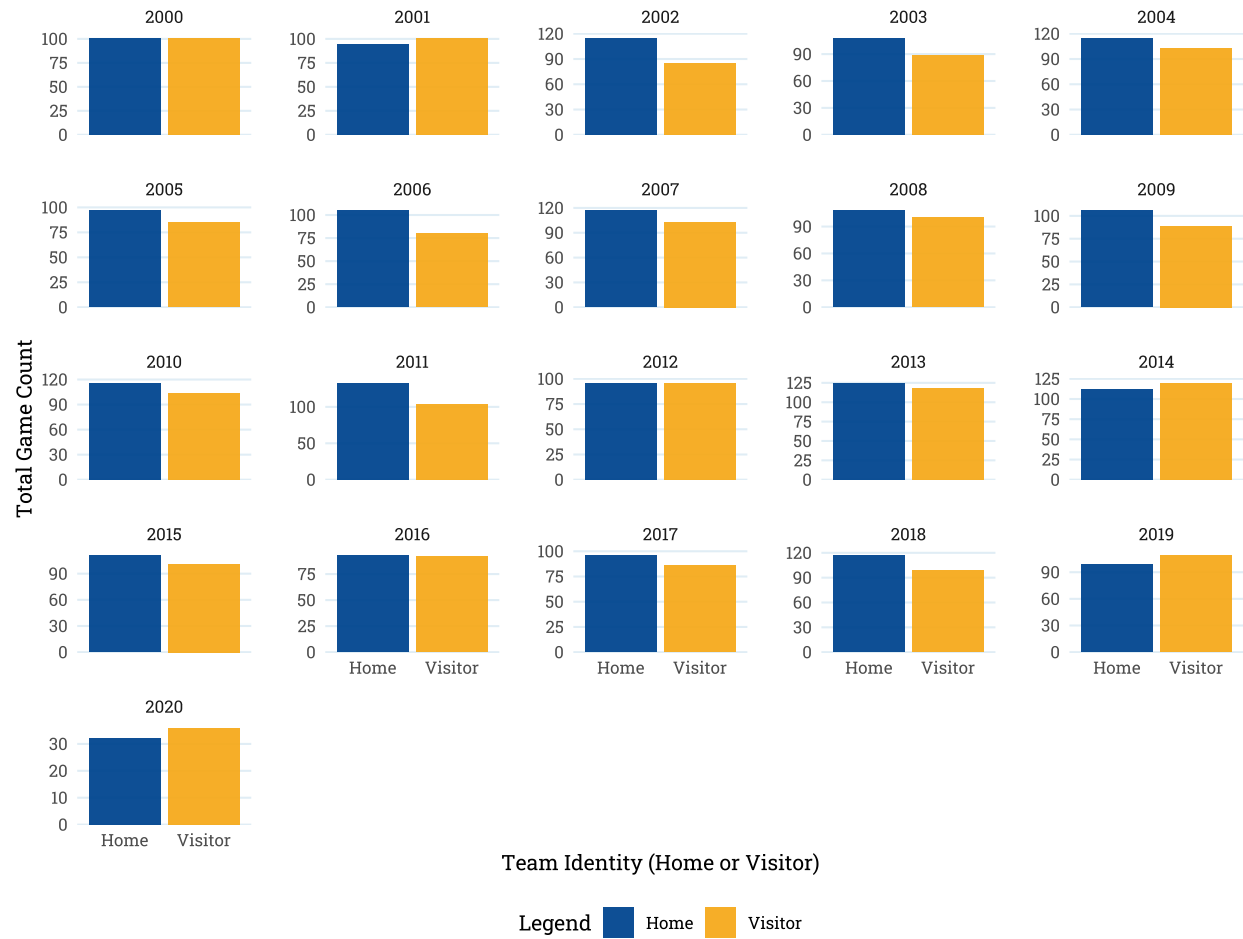 2000 2001 2002 2003 2004
100 100 120 90 120
75 75 90 60 90
50 50 60 30 60
25 25 30 0 30
0 0 0 0
2005 2006 2007 2008 2009
100 100 120 90 100
75 75 90 60 75
50 50 60 30 50
25 25 30 0 25
0 0 0 0
Total Game Count
2010 2011 2012 2013 2014
120 100 100 125 125
90 50 75 100 100
60 0 50 75 75
30 25 50 50
0 0 25 25
0 0
2015 2016 2017 2018 2019
90 75 100 120 90
60 50 75 90 60
30 25 50 60 30
0 0 25 30 0
0 0
Home Visitor Home Visitor Home Visitor Home Visitor
2020
30
20
10
0
Home Visitor
Team Identity (Home or Visitor)
Legend Home Visitor